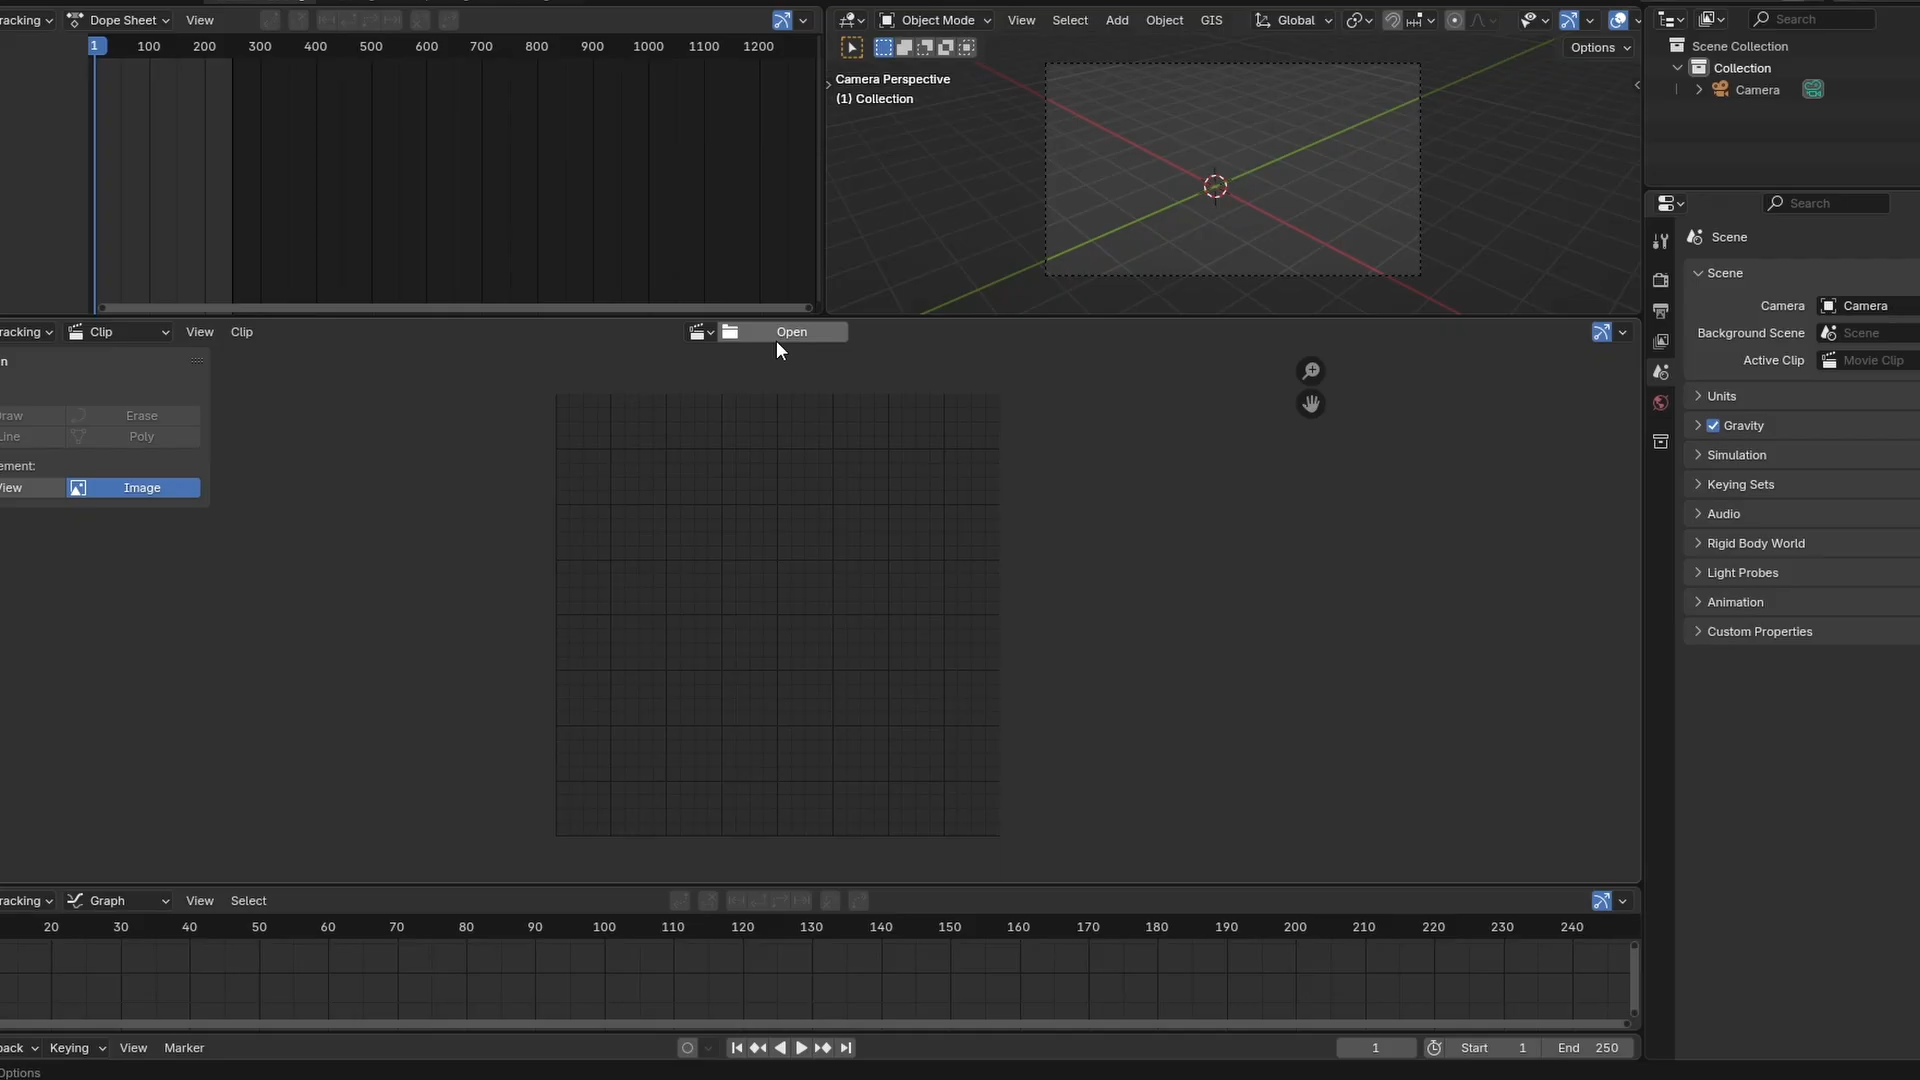 racking Dope Sheet View
1 100 200 300 400 500 600 700 800 900 1000 1100 1200
Object Mode View Select Add Object GIS Global
Options
Camera Perspective
(1) Collection
Search
Scene Collection
Collection
Camera
Search
Scene
Scene
Camera Camera
Background Scene Scene
Active Clip Movie Clip
Units
Gravity
Simulation
Keying Sets
Audio
Rigid Body World
Light Probes
Animation
Custom Properties
racking Clip View Clip Open
n
Draw Erase
Line Poly
ement:
View Image
racking Graph View Select
20 30 40 50 60 70 80 90 100 110 120 130 140 150 160 170 180 190 200 210 220 230 240
back Keying View Marker 1 Start 1 End 250
Options